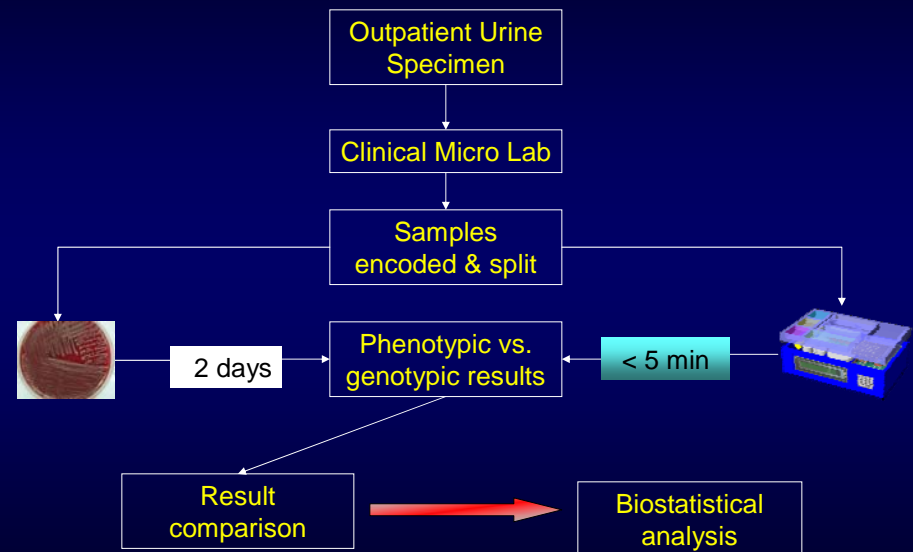 Outpatient Urine
Specimen
Clinical Micro Lab
Samples
encoded & split
2 days
Phenotypic vs.
genotypic results
< 5 min
Result
comparison
Biostatistical
analysis